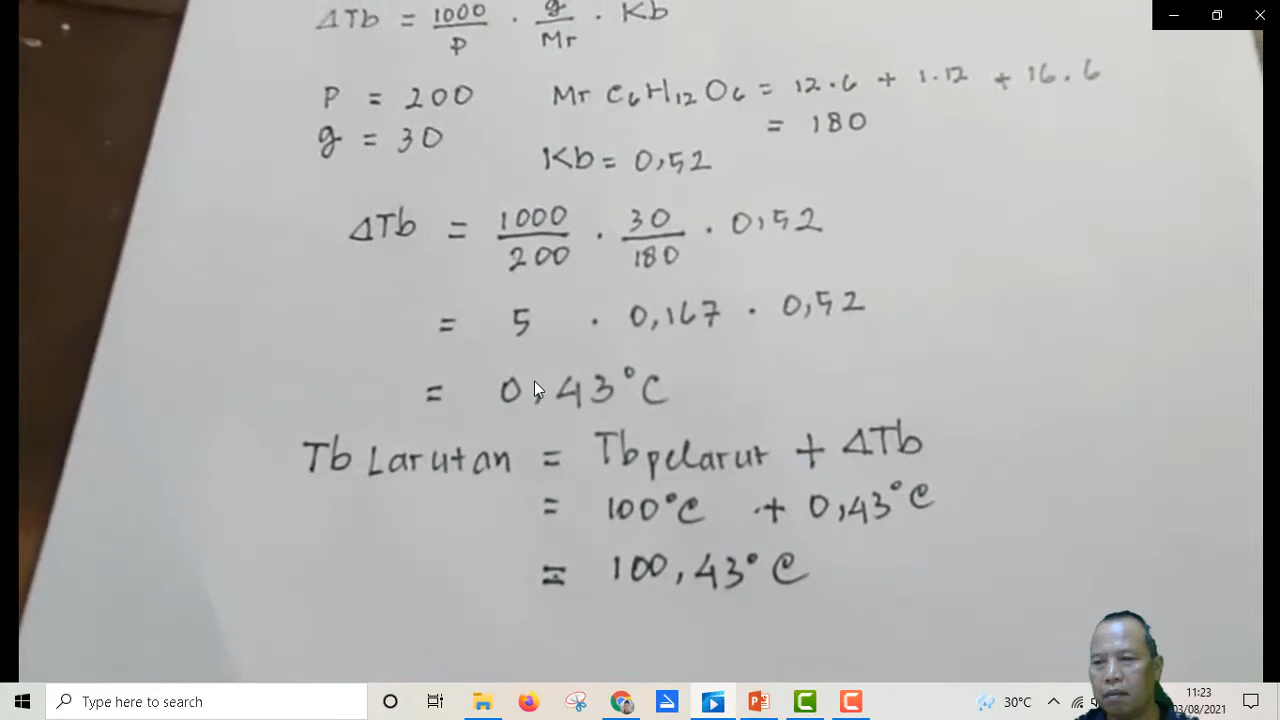 ΔTb = 1000/P · g/Mr · Kb
P = 200 Mr C6H12O6 = 12.6 + 1.12 + 16.6
g = 30 = 180
Kb = 0,52
ΔTb = 1000/200 · 30/180 · 0,52
= 5 · 0,167 · 0,52
= 0,43°C
Tb Larutan = Tb pelarut + ΔTb
= 100°C + 0,43°C
= 100,43°C
Type here to search
30°C
11:23
03/08/2021